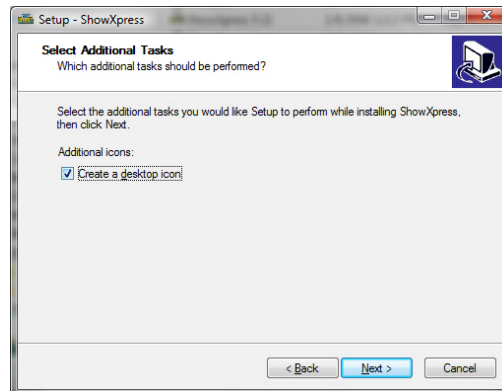 Setup - ShowXpress
Select Additional Tasks
Which additional tasks should be performed?
Select the additional tasks you would like Setup to perform while installing ShowXpress,
then click Next.
Additional icons:
Create a desktop icon
< Back
Next >
Cancel